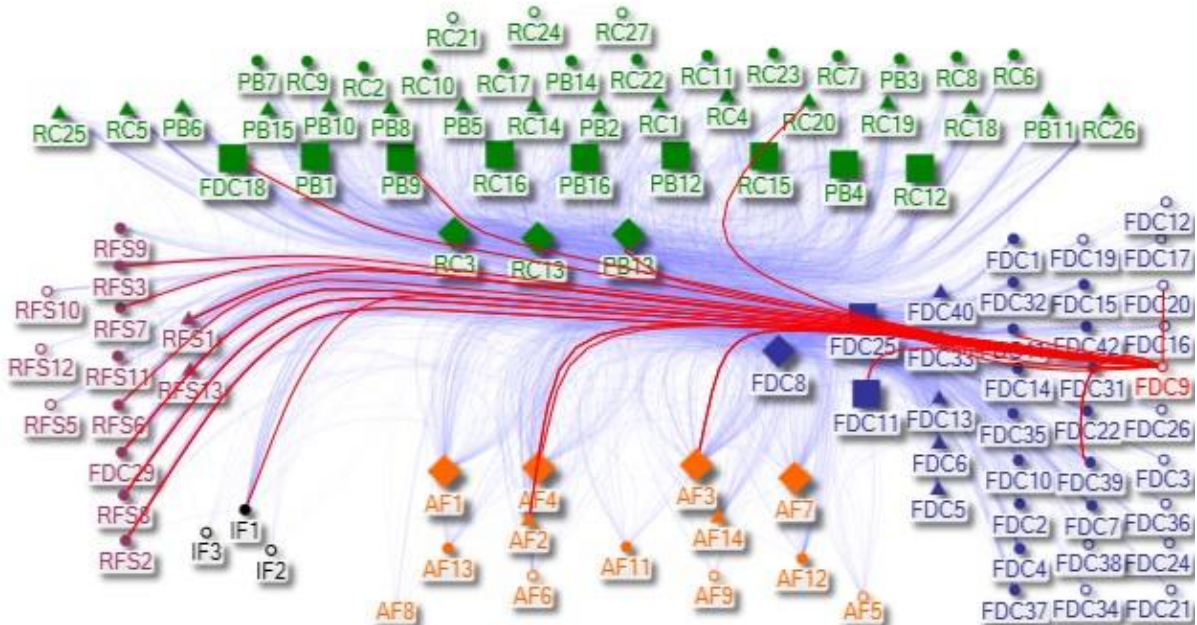 RC21 RC24 RC27
PB7 RC9 RC2 RC10 RC17 PB14 RC22 RC11 RC23 RC7 PB3 RC8 RC6
RC25 RC5 PB6 PB15 PB10 PB8 PB5 RC14 PB2 RC1 RC4 RC20 RC19 RC18 PB11 RC26
FDC18 PB1 PB9 RC16 PB16 PB12 RC15 PB4 RC12
RC3 RC13 PB13
RFS9 FDC12
FDC1 FDC19 FDC17
RFS3
RFS10 FDC40 FDC32 FDC15 FDC20
RFS7 RFS1
FDC25 FDC33 FDC42 FDC16
RFS12 RFS11 RFS13
FDC8 FDC14 FDC31 FDC9
RFS5 RFS6 FDC11 FDC13 FDC35 FDC22 FDC26
FDC29 FDC6 FDC10 FDC39 FDC3
AF1 AF4 AF3 AF7
RFS8 IF1 FDC5 FDC2 FDC7 FDC36
AF2 AF14
RFS2 IF3 IF2 AF13 AF11 AF12 FDC4 FDC38 FDC24
AF8 AF6 AF9 AF5 FDC37 FDC34 FDC21